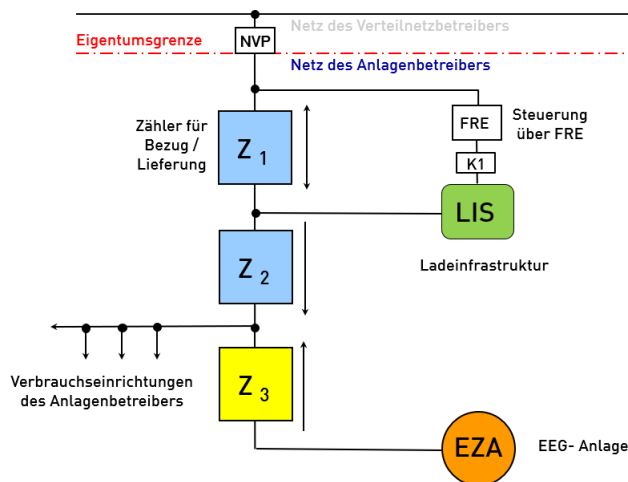 Netz des Verteilnetzbetreibers
Eigentumsgrenze
NVP
Netz des Anlagenbetreibers
Zähler für
Bezug /
Lieferung
Z 1
FRE
Steuerung
über FRE
K1
LIS
Ladeinfrastruktur
Z 2
Verbrauchseinrichtungen
des Anlagenbetreibers
Z 3
EZA
EEG- Anlage